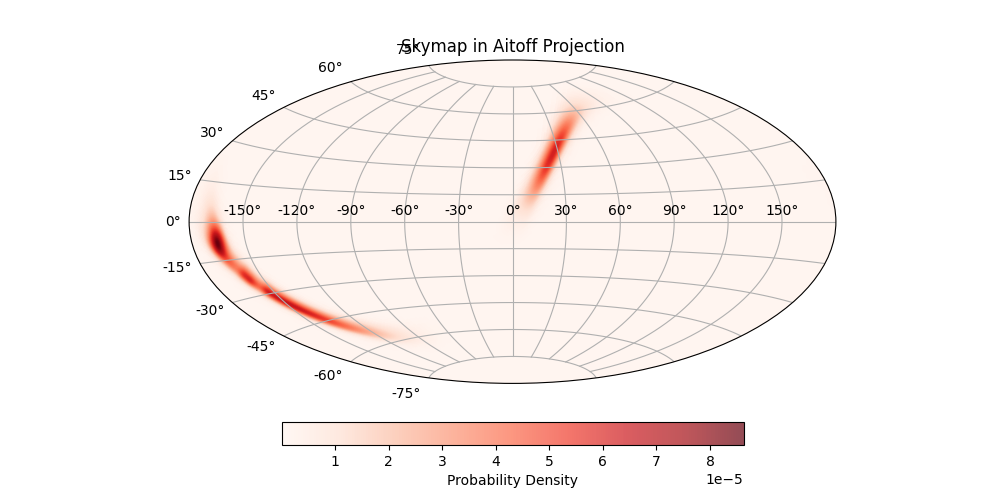 75°
Skymap in Aitoff Projection
60°
45°
30°
15°
-150° -120° -90° -60° -30° 0° 30° 60° 90° 120° 150°
0°
-15°
-30°
-45°
-60°
-75°
1 2 3 4 5 6 7 8
1e−5
Probability Density